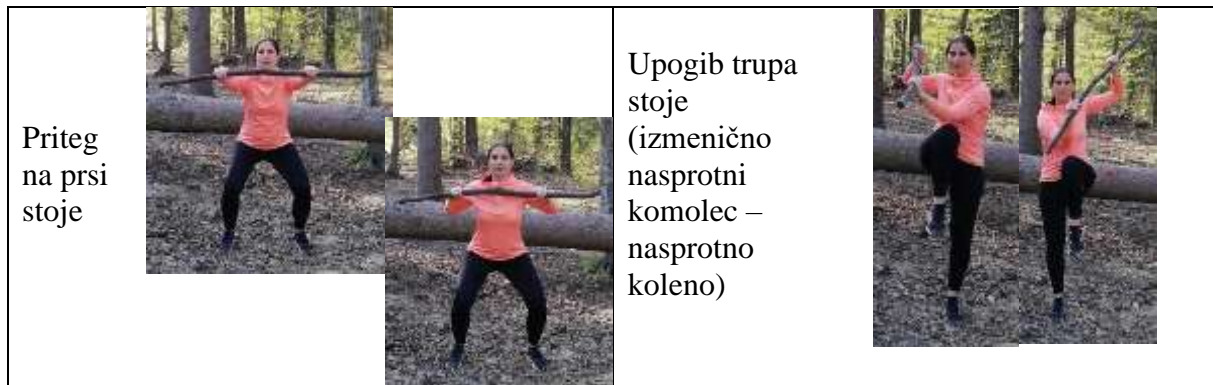 Priteg
na prsi
stoje
Upogib trupa
stoje
(izmenično
nasprotni
komolec –
nasprotno
koleno)